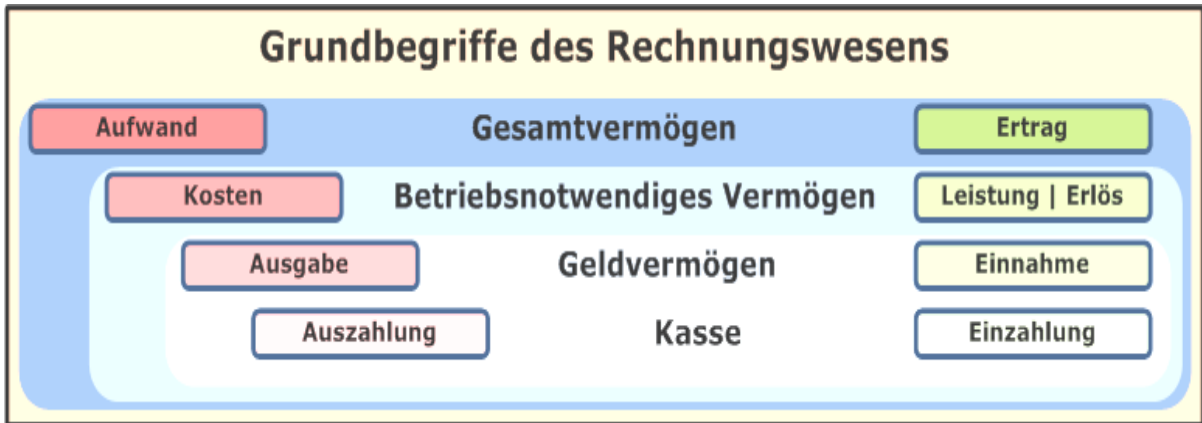 Grundbegriffe des Rechnungswesens
Aufwand Gesamtvermögen Ertrag
Kosten Betriebsnotwendiges Vermögen Leistung | Erlös
Ausgabe Geldvermögen Einnahme
Auszahlung Kasse Einzahlung